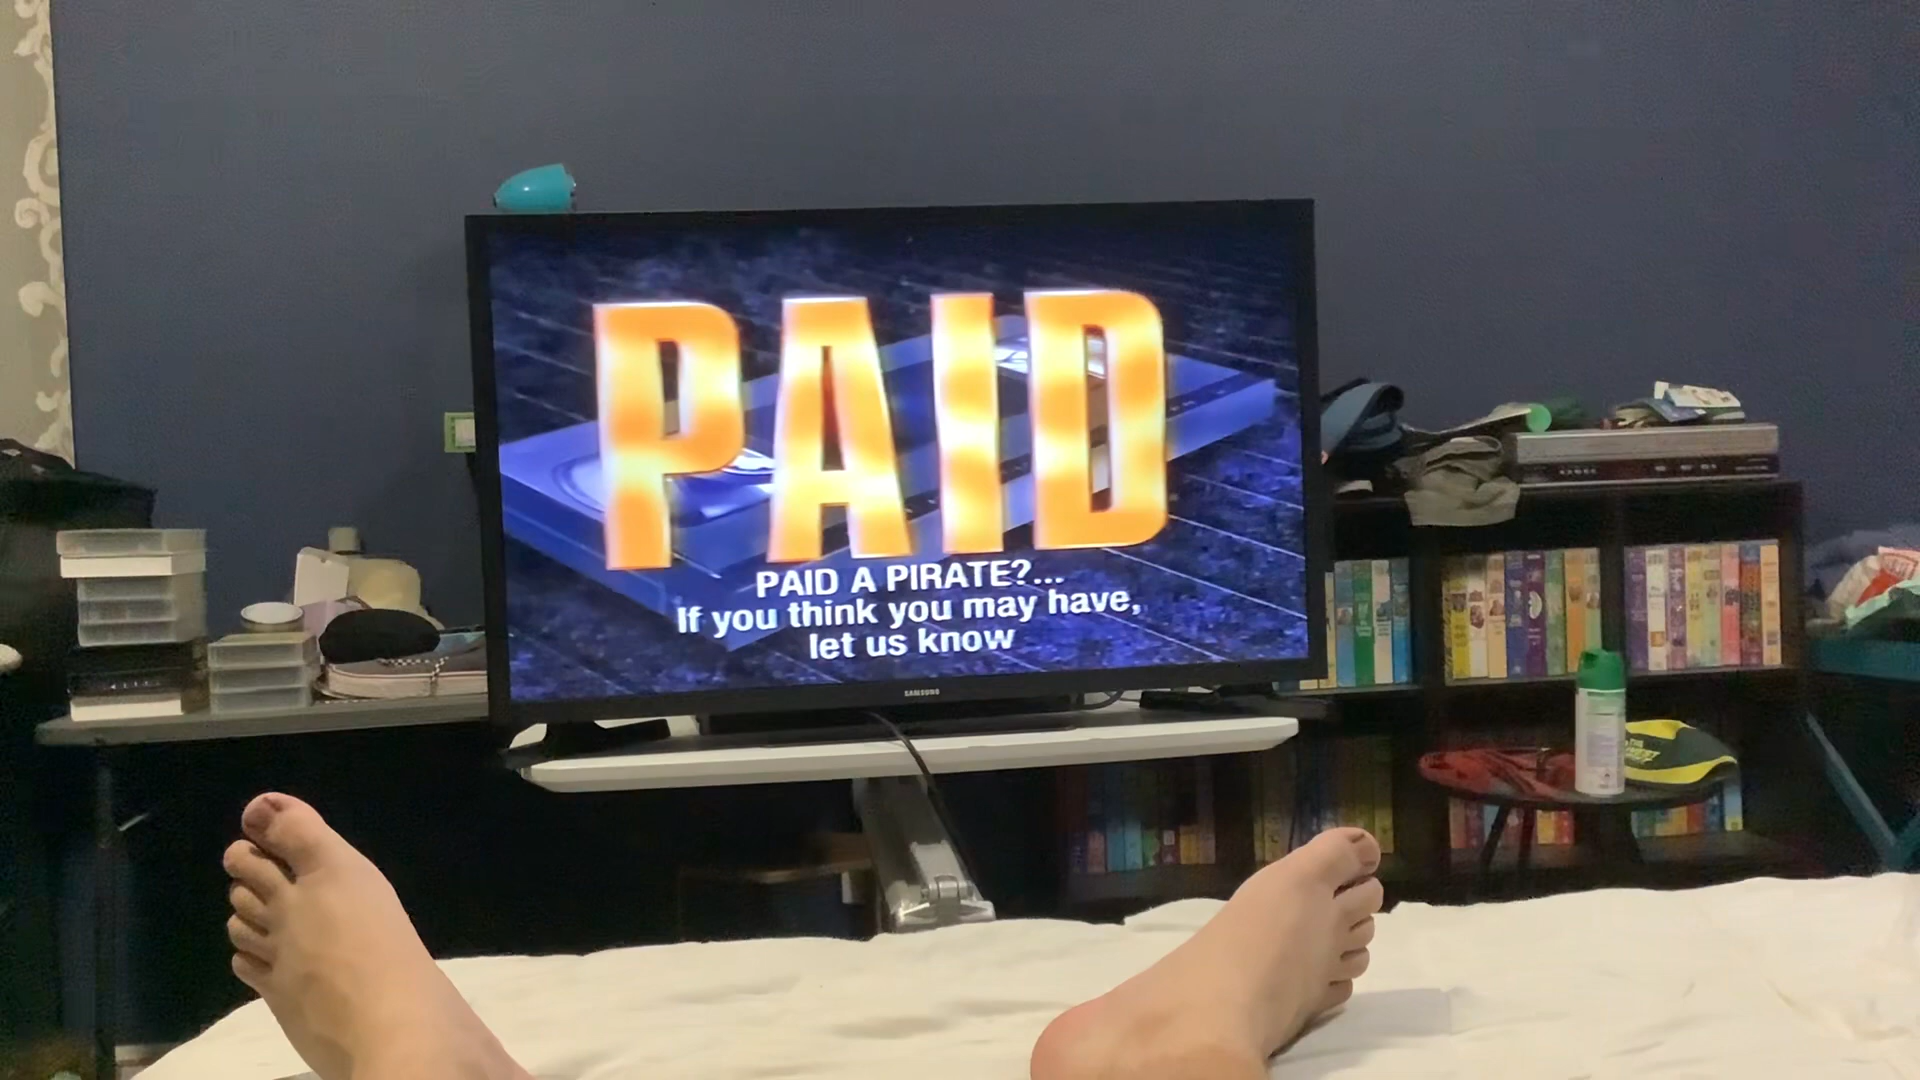 PAID
PAID A PIRATE?...
If you think you may have,
let us know
SAMSUNG